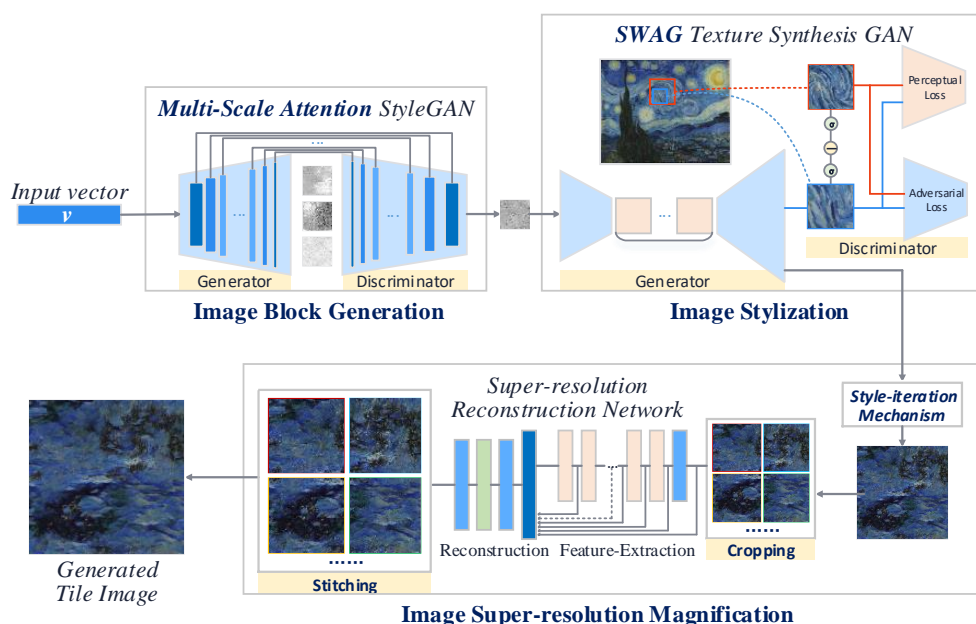 SWAG Texture Synthesis GAN
Perceptual
Loss
σ
—
σ
Adversarial
Loss
Discriminator
Generator
Image Stylization
Multi-Scale Attention StyleGAN
...
Input vector
v
...
...
Generator
Discriminator
Image Block Generation
...
Style-iteration
Mechanism
Super-resolution
Reconstruction Network
Cropping
......
Reconstruction
Feature-Extraction
......
Stitching
Generated
Tile Image
Image Super-resolution Magnification